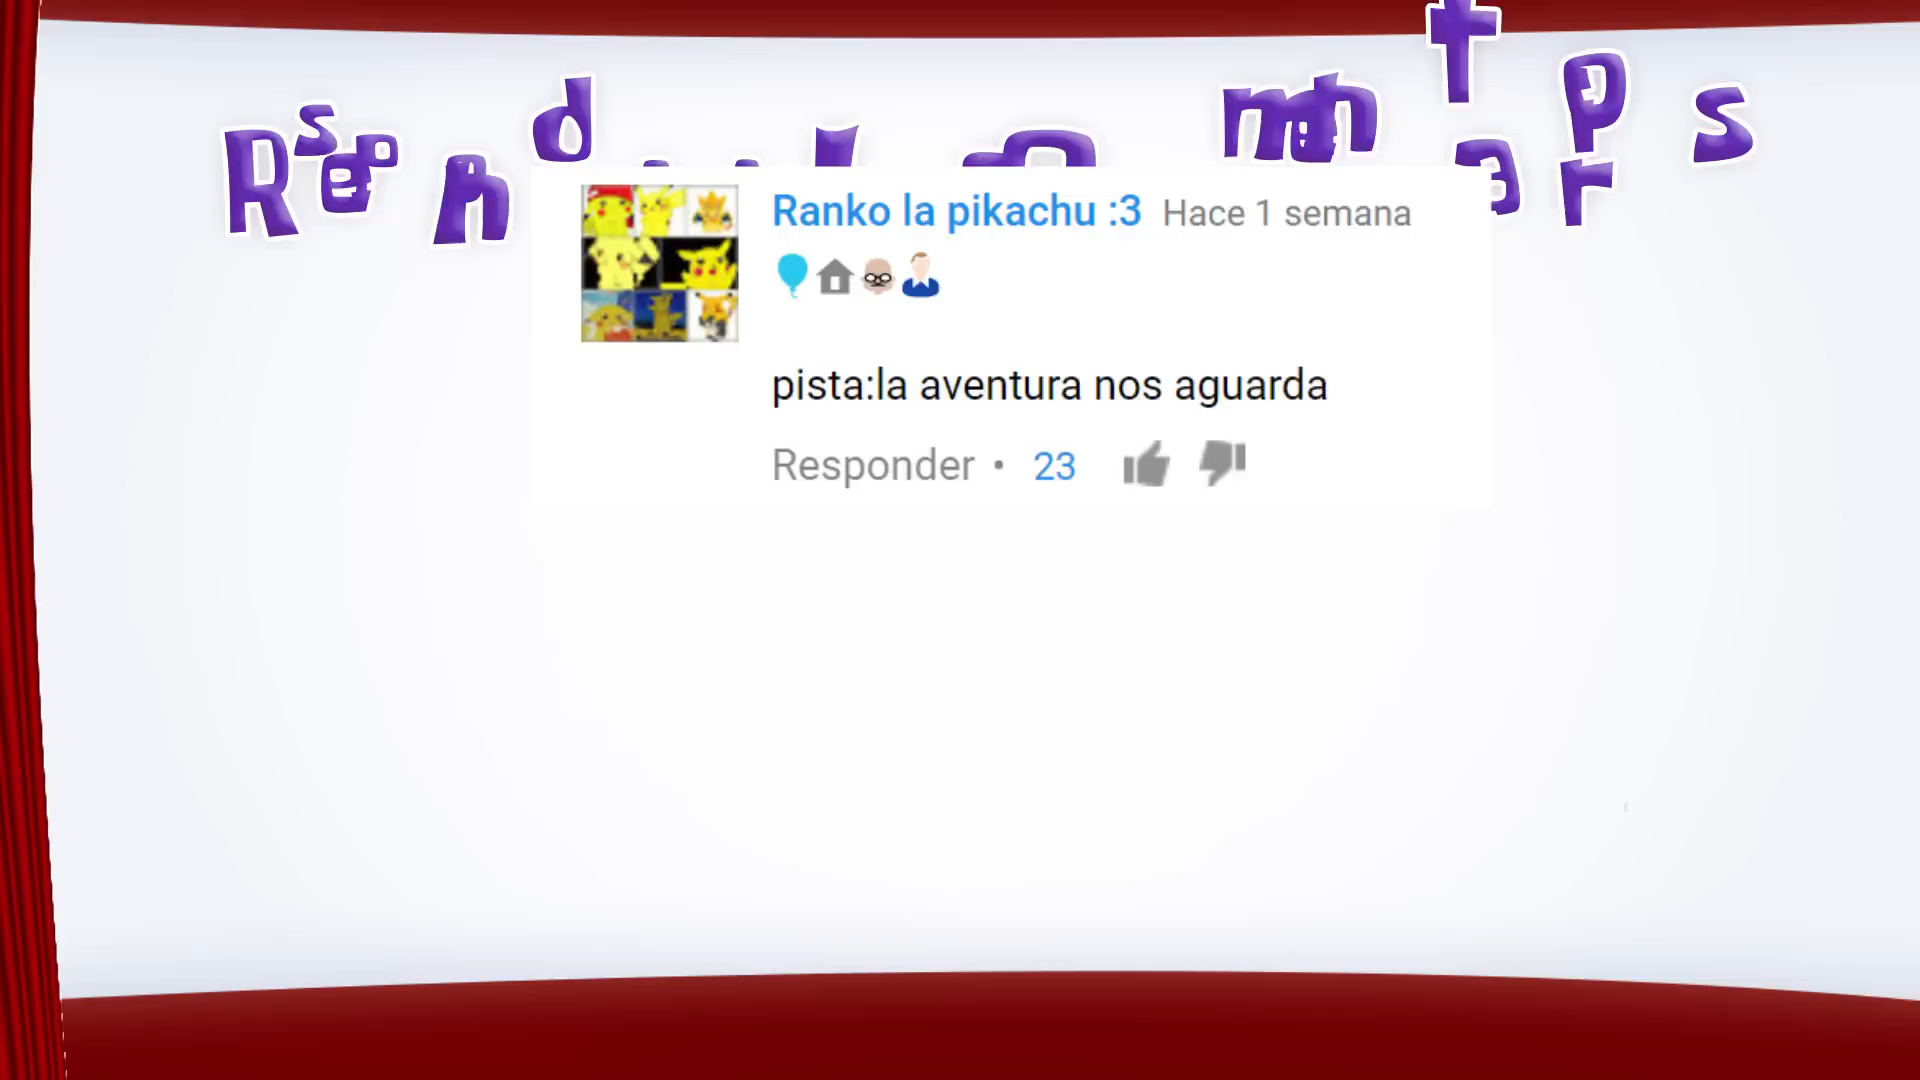 Ranko la pikachu :3 Hace 1 semana
🎈🏠👴👨
pista:la aventura nos aguarda
Responder • 23